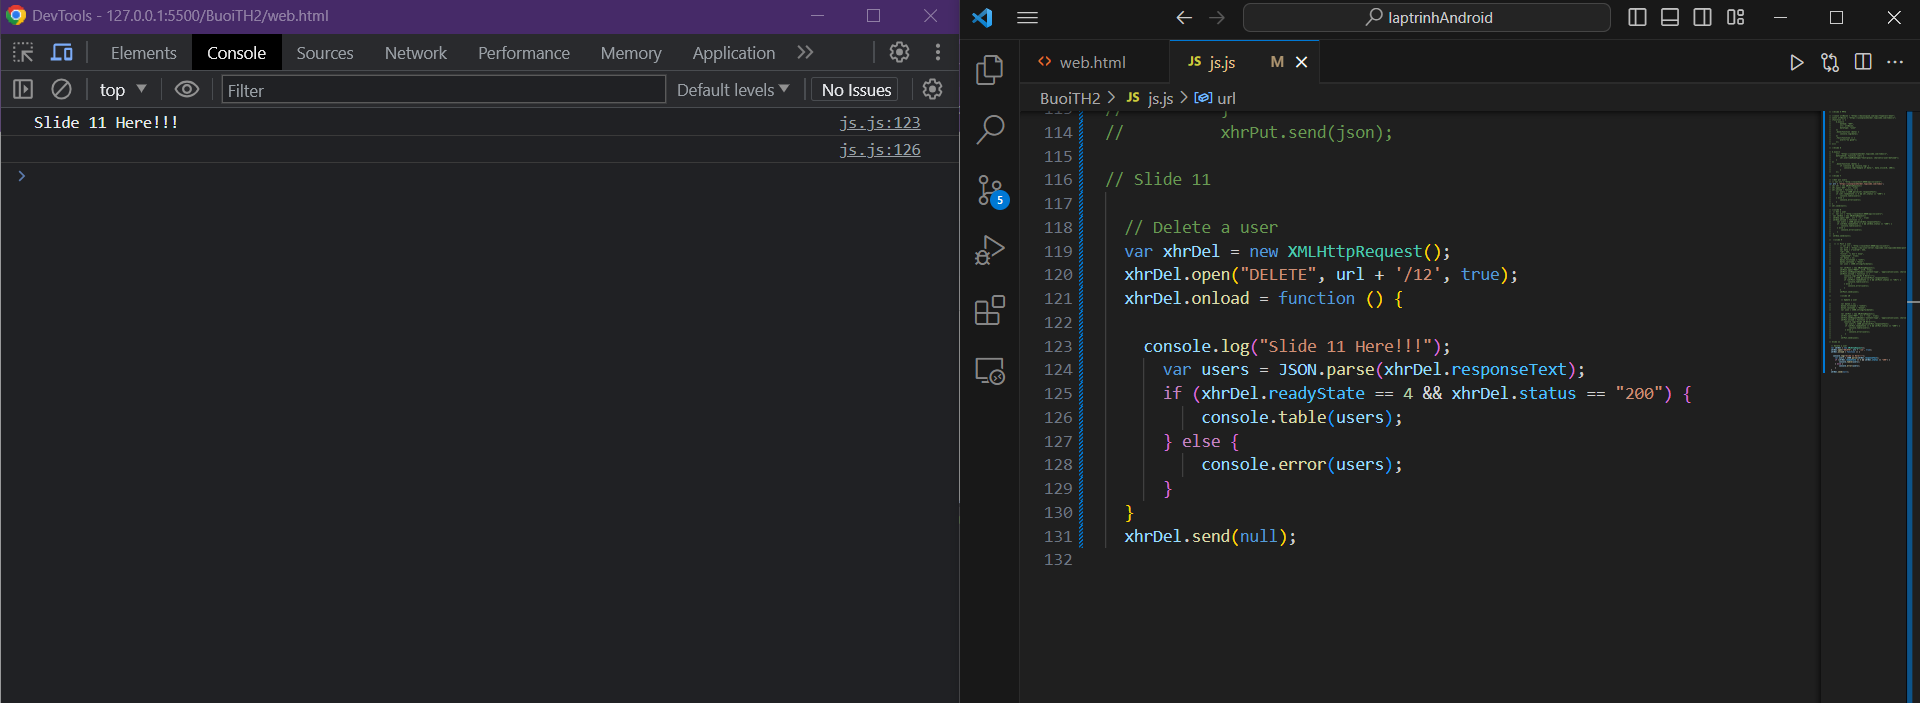 DevTools - 127.0.0.1:5500/BuoiTH2/web.html
Elements Console Sources Network Performance Memory Application
top Filter Default levels No Issues
Slide 11 Here!!! js.js:123
js.js:126
laptrinhAndroid
web.html JS js.js M
BuoiTH2 > JS js.js > url
5
114 // xhrPut.send(json);
115
116 // Slide 11
117
118 // Delete a user
119 var xhrDel = new XMLHttpRequest();
120 xhrDel.open("DELETE", url + '/12', true);
121 xhrDel.onload = function () {
122
123 console.log("Slide 11 Here!!!");
124 var users = JSON.parse(xhrDel.responseText);
125 if (xhrDel.readyState == 4 && xhrDel.status == "200") {
126 console.table(users);
127 } else {
128 console.error(users);
129 }
130 }
131 xhrDel.send(null);
132